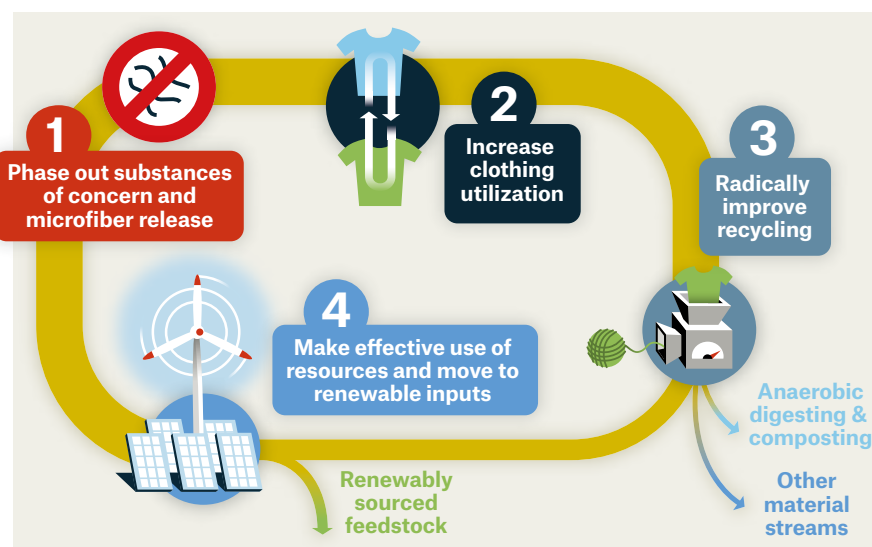 1
Phase out substances
of concern and
microfiber release
2
Increase
clothing
utilization
3
Radically
improve
recycling
4
Make effective use of
resources and move to
renewable inputs
Anaerobic
digesting &
composting
Other
material
streams
Renewably
sourced
feedstock